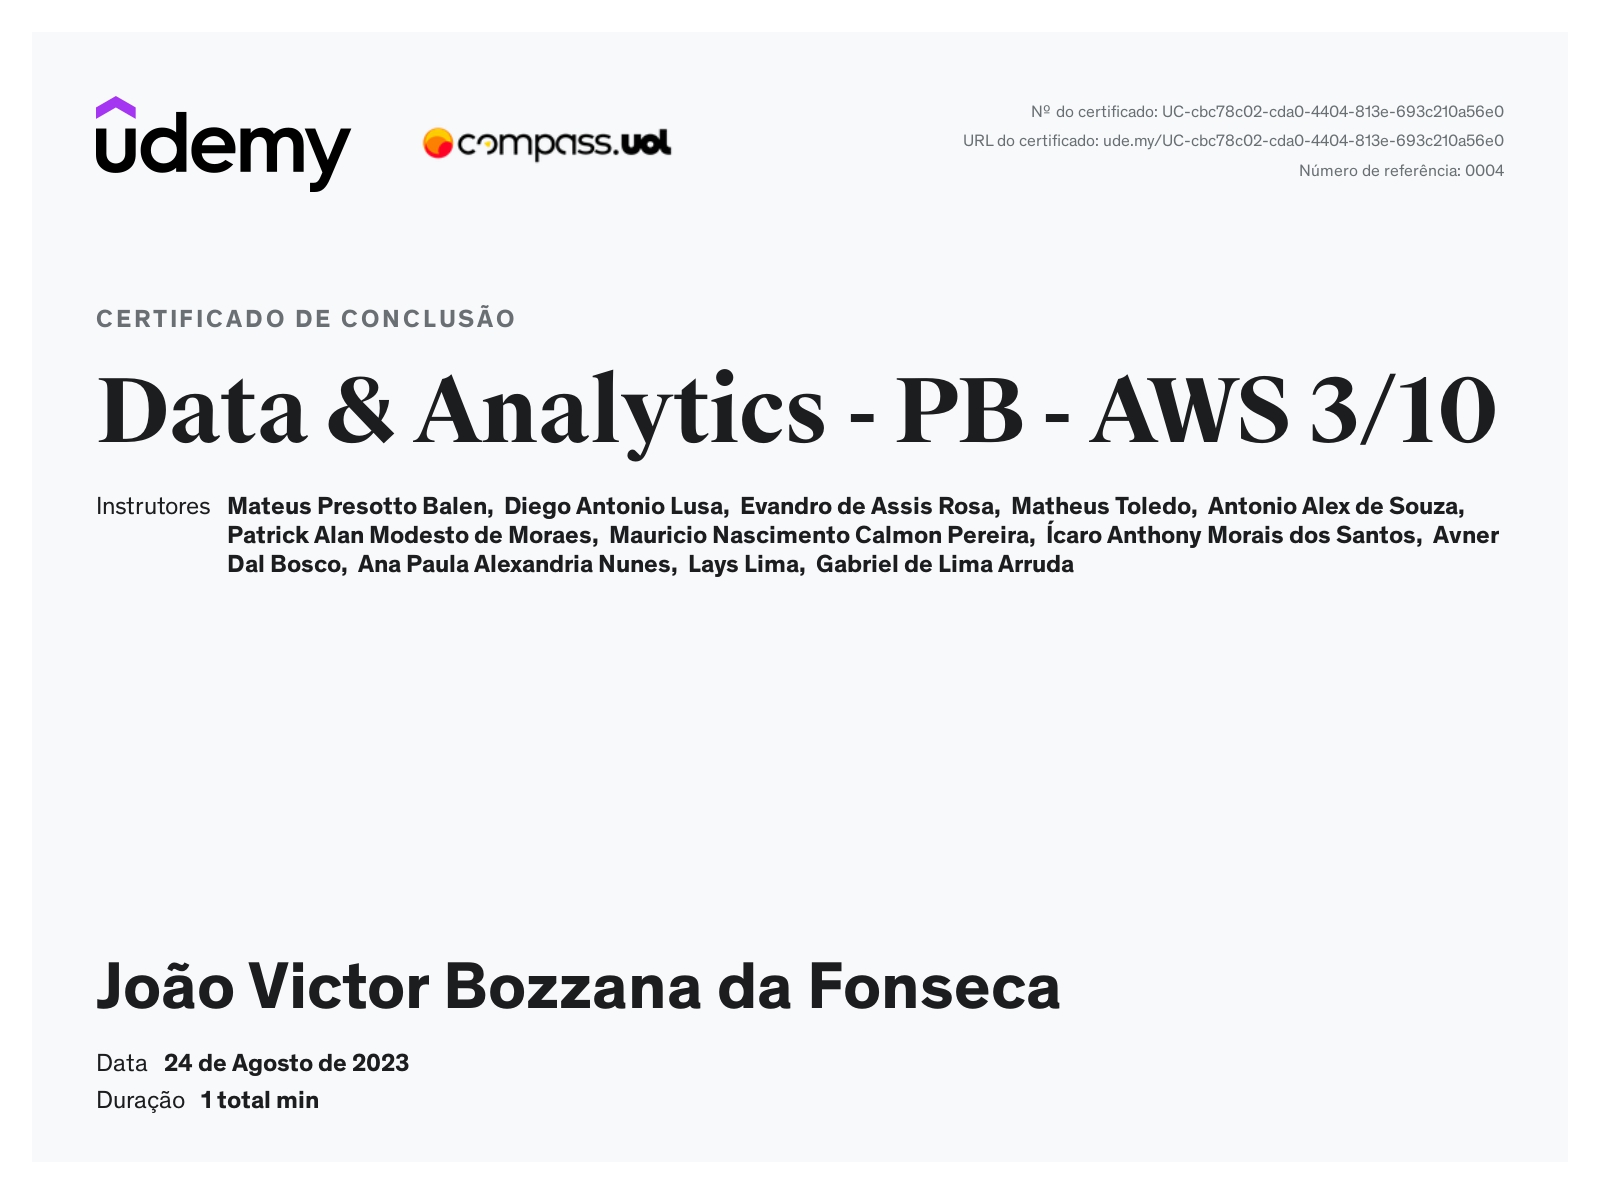 udemy
compass.uol
Nº do certificado: UC-cbc78c02-cda0-4404-813e-693c210a56e0
URL do certificado: ude.my/UC-cbc78c02-cda0-4404-813e-693c210a56e0
Número de referência: 0004
CERTIFICADO DE CONCLUSÃO
Data & Analytics - PB - AWS 3/10
Instrutores Mateus Presotto Balen, Diego Antonio Lusa, Evandro de Assis Rosa, Matheus Toledo, Antonio Alex de Souza,
Patrick Alan Modesto de Moraes, Mauricio Nascimento Calmon Pereira, Ícaro Anthony Morais dos Santos, Avner
Dal Bosco, Ana Paula Alexandria Nunes, Lays Lima, Gabriel de Lima Arruda
João Victor Bozzana da Fonseca
Data 24 de Agosto de 2023
Duração 1 total min